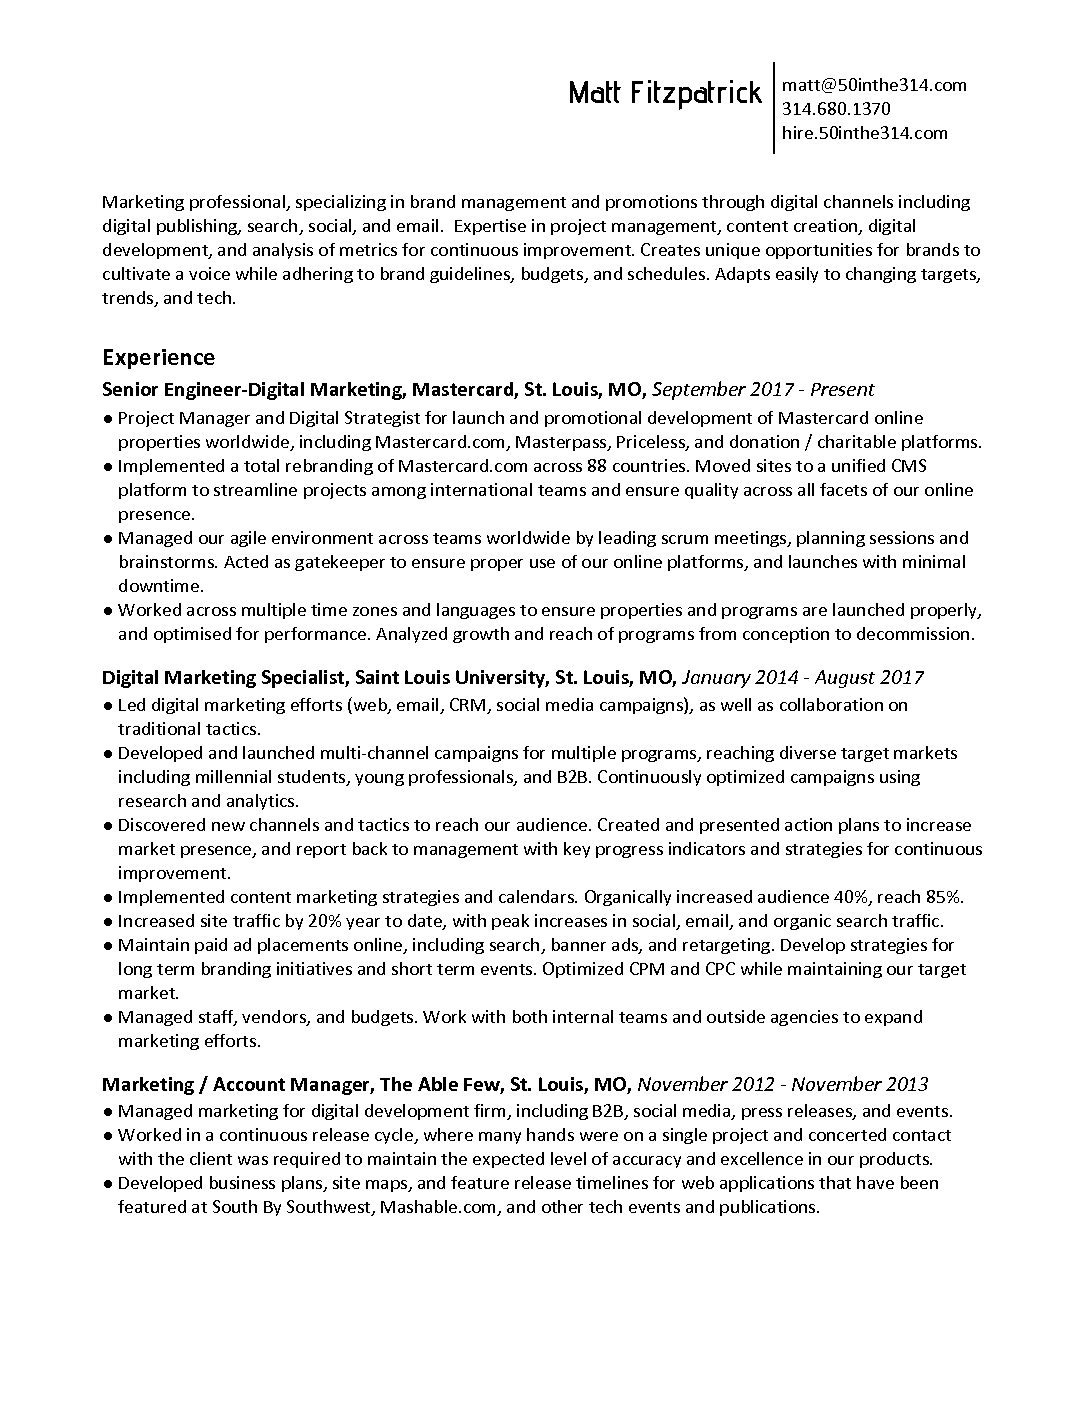 Matt Fitzpatrick
matt@50inthe314.com
314.680.1370
hire.50inthe314.com
Marketing professional, specializing in brand management and promotions through digital channels including
digital publishing, search, social, and email.  Expertise in project management, content creation, digital
development, and analysis of metrics for continuous improvement. Creates unique opportunities for brands to
cultivate a voice while adhering to brand guidelines, budgets, and schedules. Adapts easily to changing targets,
trends, and tech.
Experience
Senior Engineer-Digital Marketing, Mastercard, St. Louis, MO, September 2017 - Present
● Project Manager and Digital Strategist for launch and promotional development of Mastercard online
properties worldwide, including Mastercard.com, Masterpass, Priceless, and donation / charitable platforms.
● Implemented a total rebranding of Mastercard.com across 88 countries. Moved sites to a unified CMS
platform to streamline projects among international teams and ensure quality across all facets of our online
presence.
● Managed our agile environment across teams worldwide by leading scrum meetings, planning sessions and
brainstorms. Acted as gatekeeper to ensure proper use of our online platforms, and launches with minimal
downtime.
● Worked across multiple time zones and languages to ensure properties and programs are launched properly,
and optimised for performance. Analyzed growth and reach of programs from conception to decommission.
Digital Marketing Specialist, Saint Louis University, St. Louis, MO, January 2014 - August 2017
● Led digital marketing efforts (web, email, CRM, social media campaigns), as well as collaboration on
traditional tactics.
● Developed and launched multi-channel campaigns for multiple programs, reaching diverse target markets
including millennial students, young professionals, and B2B. Continuously optimized campaigns using
research and analytics.
● Discovered new channels and tactics to reach our audience. Created and presented action plans to increase
market presence, and report back to management with key progress indicators and strategies for continuous
improvement.
● Implemented content marketing strategies and calendars. Organically increased audience 40%, reach 85%.
● Increased site traffic by 20% year to date, with peak increases in social, email, and organic search traffic.
● Maintain paid ad placements online, including search, banner ads, and retargeting. Develop strategies for
long term branding initiatives and short term events. Optimized CPM and CPC while maintaining our target
market.
● Managed staff, vendors, and budgets. Work with both internal teams and outside agencies to expand
marketing efforts.
Marketing / Account Manager, The Able Few, St. Louis, MO, November 2012 - November 2013
● Managed marketing for digital development firm, including B2B, social media, press releases, and events.
● Worked in a continuous release cycle, where many hands were on a single project and concerted contact
with the client was required to maintain the expected level of accuracy and excellence in our products.
● Developed business plans, site maps, and feature release timelines for web applications that have been
featured at South By Southwest, Mashable.com, and other tech events and publications.